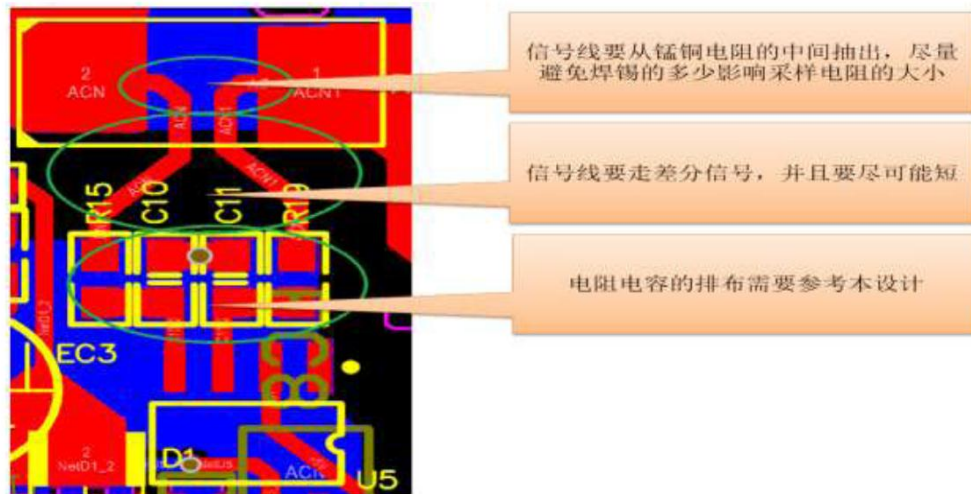 信号线要从锰铜电阻的中间抽出，尽量
避免焊锡的多少影响采样电阻的大小
信号线要走差分信号，并且要尽可能短
电阻电容的排布需要参考本设计
2
ACN
1
ACN1
ACN
ACN1
ACN1
R15
C10
C11
R19
EC3
D1
2
NetD1_2
ACN
U5